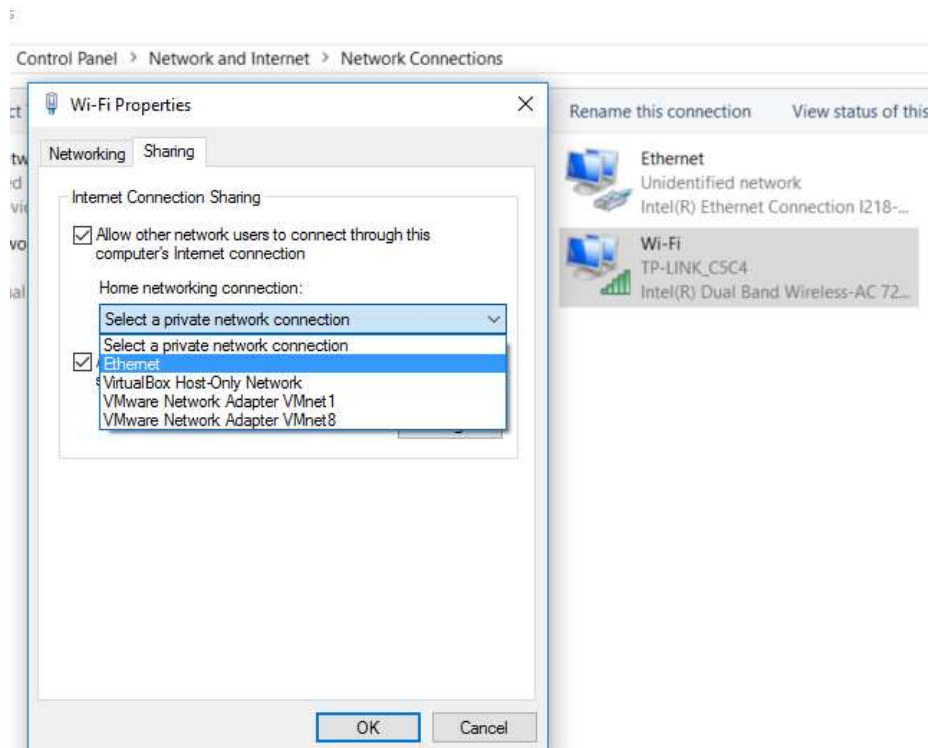 Control Panel > Network and Internet > Network Connections
Wi-Fi Properties
Rename this connection View status of this
Networking Sharing
Internet Connection Sharing
Allow other network users to connect through this
computer's Internet connection
Home networking connection:
Select a private network connection
Select a private network connection
Ethernet
VirtualBox Host-Only Network
VMware Network Adapter VMnet1
VMware Network Adapter VMnet8
OK Cancel
Ethernet
Unidentified network
Intel(R) Ethernet Connection I218-...
Wi-Fi
TP-LINK_C5C4
Intel(R) Dual Band Wireless-AC 72...